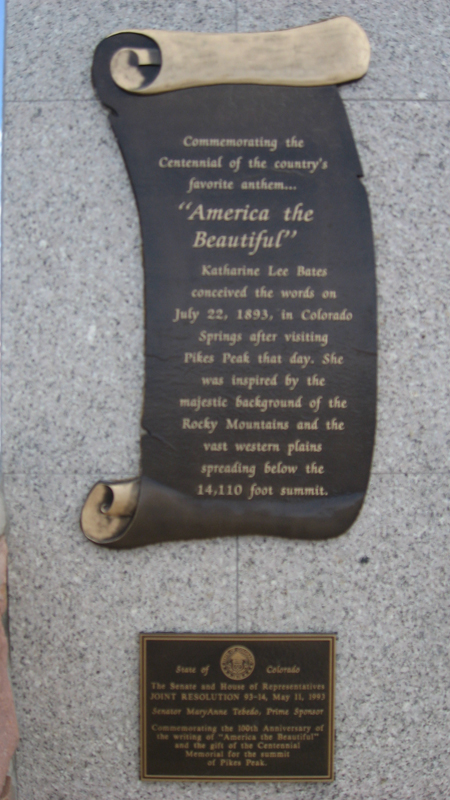 Commemorating the
Centennial of the country's
favorite anthem...
"America the
Beautiful"
Katharine Lee Bates
conceived the words on
July 22, 1893, in Colorado
Springs after visiting
Pikes Peak that day. She
was inspired by the
majestic background of the
Rocky Mountains and the
vast western plains
spreading below the
14,110 foot summit.
State of Colorado
The Senate and House of Representatives
JOINT RESOLUTION 93-14, May 11, 1993
Senator MaryAnne Tebedo, Prime Sponsor
Commemorating the 100th Anniversary of
the writing of "America the Beautiful"
and the gift of the Centennial
Memorial for the summit
of Pikes Peak.